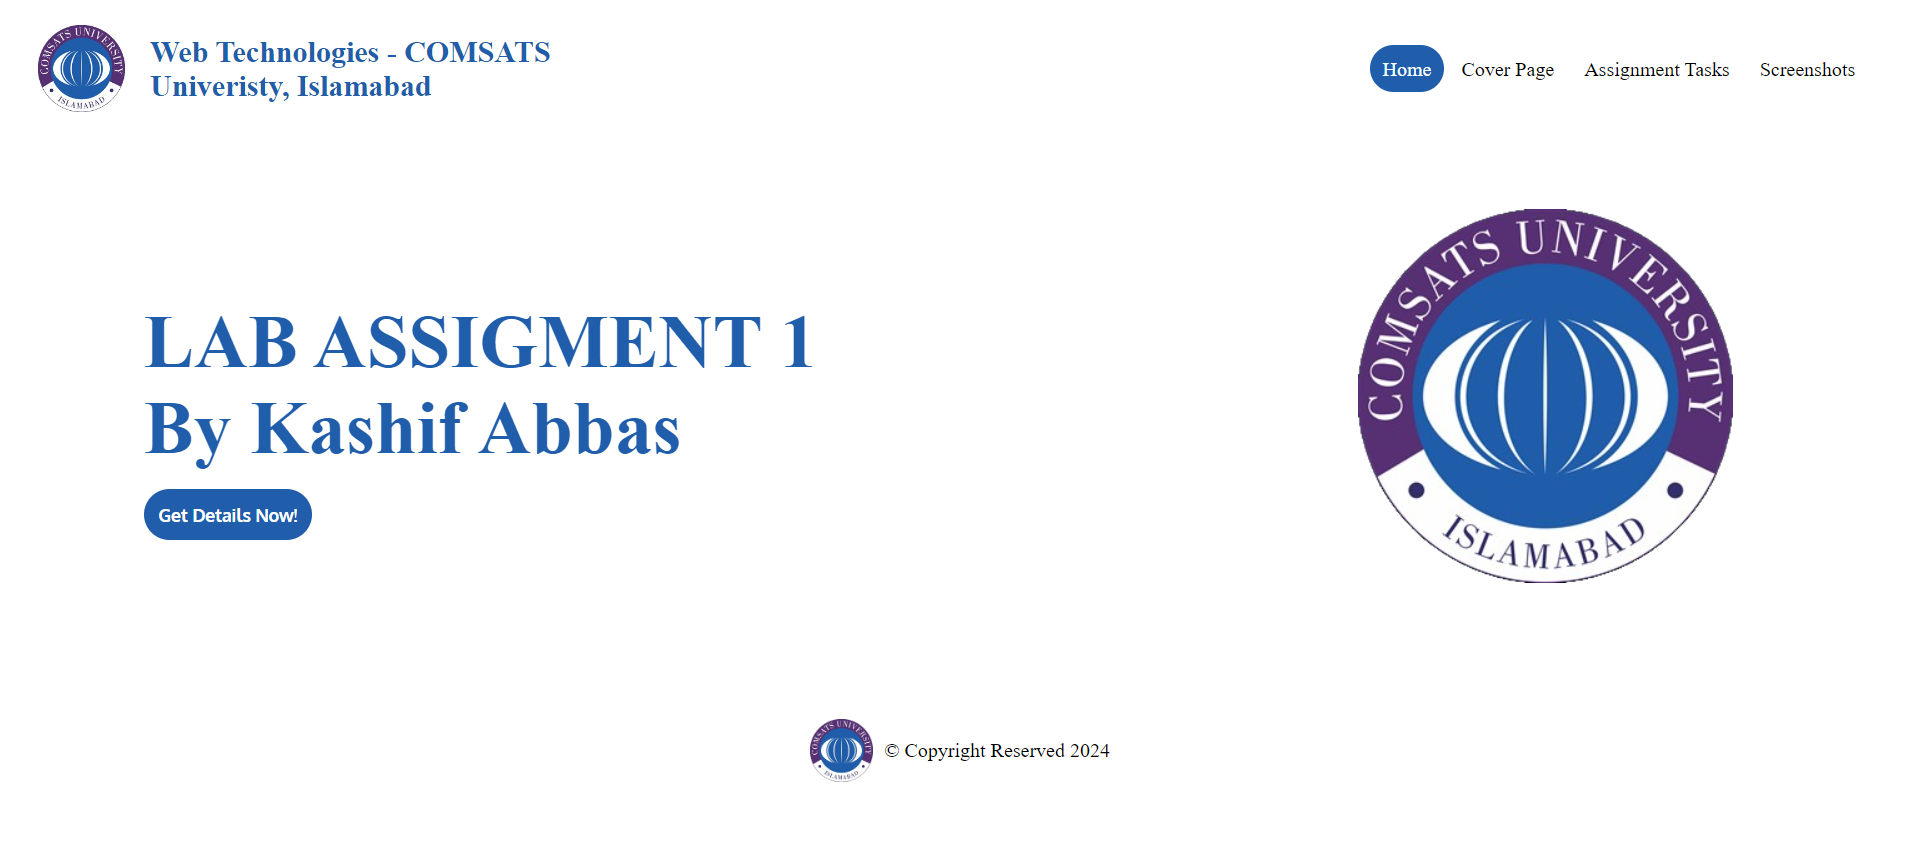 COMSATS UNIVERSITY
ISLAMABAD
Web Technologies - COMSATS
Univeristy, Islamabad
Home
Cover Page
Assignment Tasks
Screenshots
LAB ASSIGMENT 1
By Kashif Abbas
Get Details Now!
COMSATS UNIVERSITY
ISLAMABAD
COMSATS UNIVERSITY
ISLAMABAD
© Copyright Reserved 2024